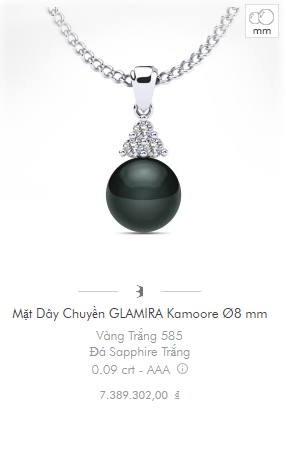 mm
Mặt Dây Chuyền GLAMIRA Kamoore Ø8 mm
Vàng Trắng 585
Đá Sapphire Trắng
0.09 crt - AAA
7.389.302,00 ₫